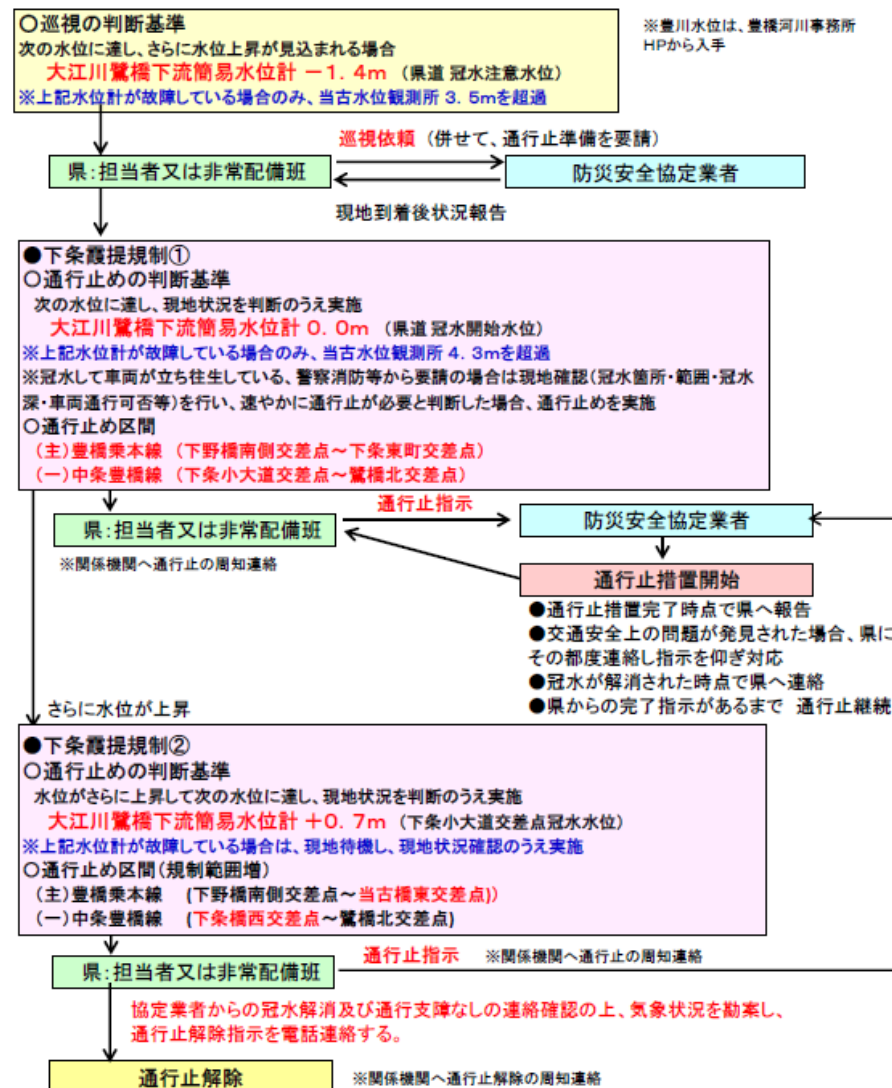 〇巡視の判断基準
次の水位に達し、さらに水位上昇が見込まれる場合
大江川鷺橋下流簡易水位計 －1．4m （県道 冠水注意水位）
※上記水位計が故障している場合のみ、当古水位観測所 3．5mを超過
※豊川水位は、豊橋河川事務所
HPから入手
巡視依頼 （併せて、通行止準備を要請）
県：担当者又は非常配備班
防災安全協定業者
現地到着後状況報告
●下条霞提規制①
〇通行止めの判断基準
次の水位に達し、現地状況を判断のうえ実施
大江川鷺橋下流簡易水位計 0．0m （県道 冠水開始水位）
※上記水位計が故障している場合のみ、当古水位観測所 4．3mを超過
※冠水して車両が立ち往生している、警察消防等から要請の場合は現地確認（冠水箇所・範囲・冠水
深・車両通行可否等）を行い、速やかに通行止が必要と判断した場合、通行止めを実施
〇通行止め区間
（主）豊橋乗本線 （下野橋南側交差点～下条東町交差点）
（一）中条豊橋線 （下条小大道交差点～鷺橋北交差点）
通行止指示
県：担当者又は非常配備班
防災安全協定業者
※関係機関へ通行止の周知連絡
通行止措置開始
●通行止措置完了時点で県へ報告
●交通安全上の問題が発見された場合、県に
その都度連絡し指示を仰ぎ対応
●冠水が解消された時点で県へ連絡
●県からの完了指示があるまで 通行止継続
さらに水位が上昇
●下条霞提規制②
〇通行止めの判断基準
水位がさらに上昇して次の水位に達し、現地状況を判断のうえ実施
大江川鷺橋下流簡易水位計 ＋0．7m （下条小大道交差点冠水水位）
※上記水位計が故障している場合は、現地待機し、現地状況確認のうえ実施
〇通行止め区間（規制範囲増）
（主）豊橋乗本線 （下野橋南側交差点～当古橋東交差点)）
（一）中条豊橋線 （下条橋西交差点～鷺橋北交差点)
通行止指示 ※関係機関へ通行止の周知連絡
県：担当者又は非常配備班
協定業者からの冠水解消及び通行支障なしの連絡確認の上、気象状況を勘案し、
通行止解除指示を電話連絡する。
通行止解除
※関係機関へ通行止解除の周知連絡